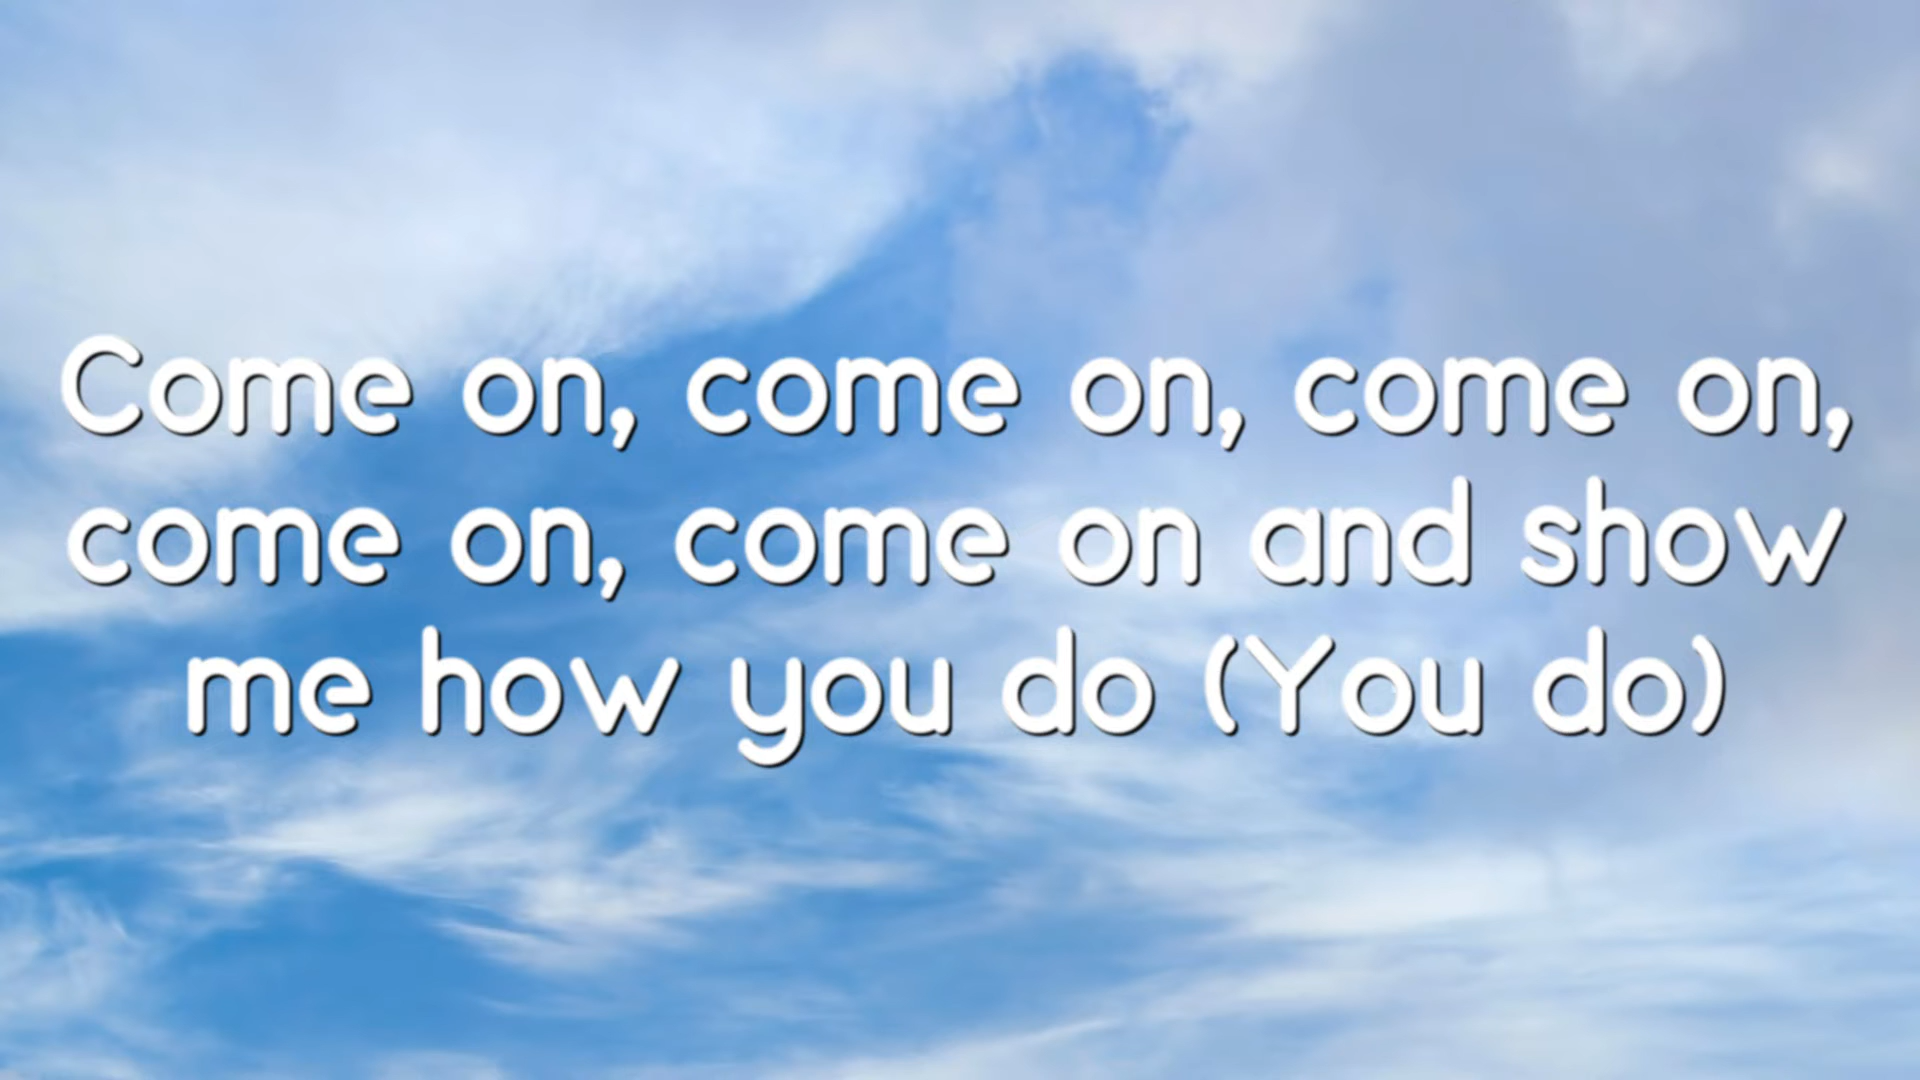 Come on, come on, come on,
come on, come on and show
me how you do (You do)